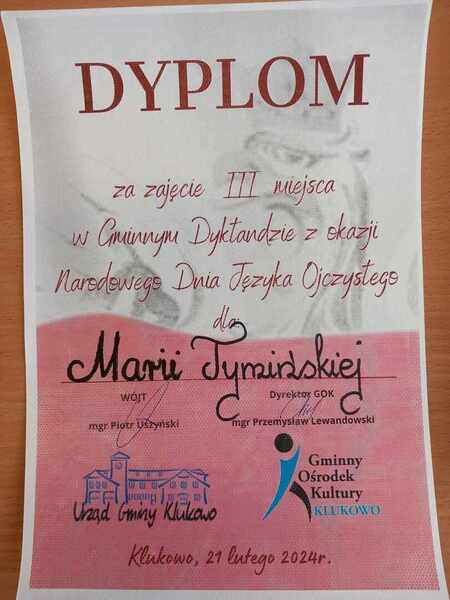 DYPLOM
za zajęcie III miejsca
w Gminnym Dyktandzie z okazji
Narodowego Dnia Języka Ojczystego
dla
Marii Tymińskiej
WÓJT
Dyrektor GOK
mgr Piotr Uszyński
mgr Przemysław Lewandowski
Urząd Gminy Klukowo
Gminny
Ośrodek
Kultury
KLUKOWO
Klukowo, 21 lutego 2024r.